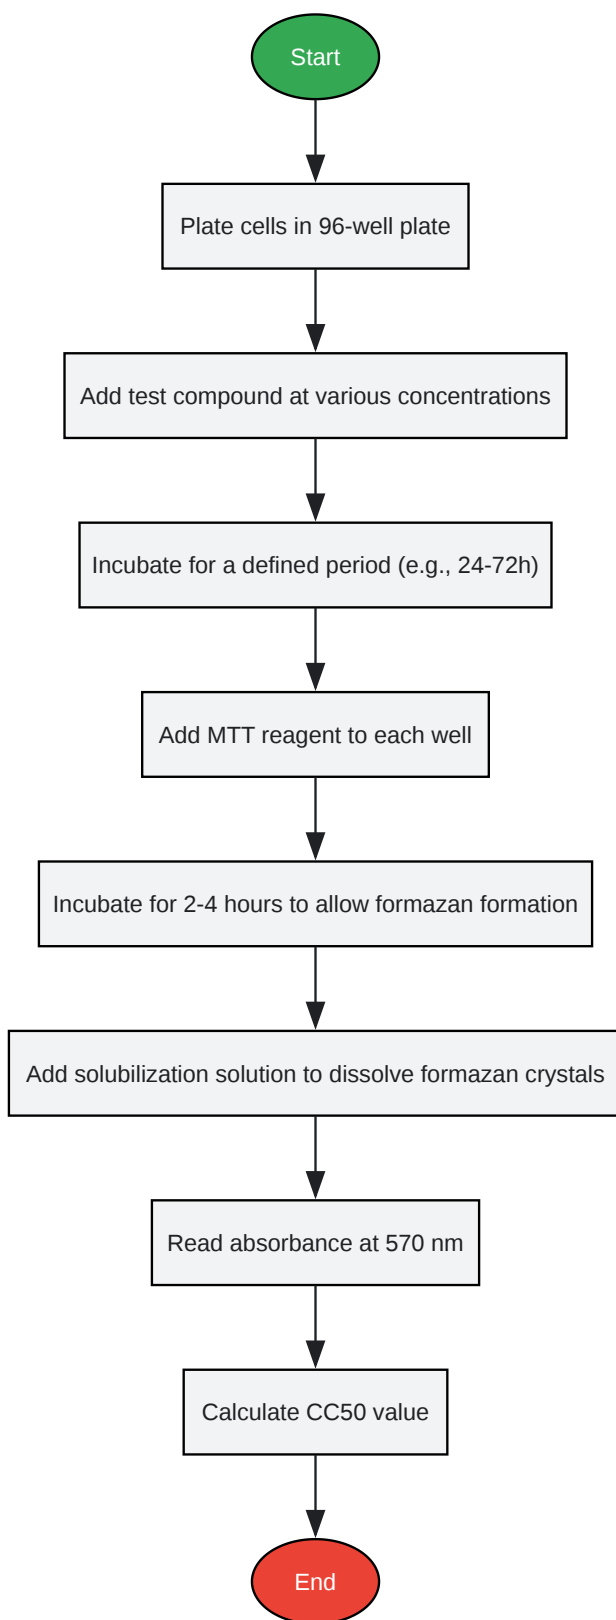 Start
Plate cells in 96-well plate
Add test compound at various concentrations
Incubate for a defined period (e.g., 24-72h)
Add MTT reagent to each well
Incubate for 2-4 hours to allow formazan formation
Add solubilization solution to dissolve formazan crystals
Read absorbance at 570 nm
Calculate CC50 value
End